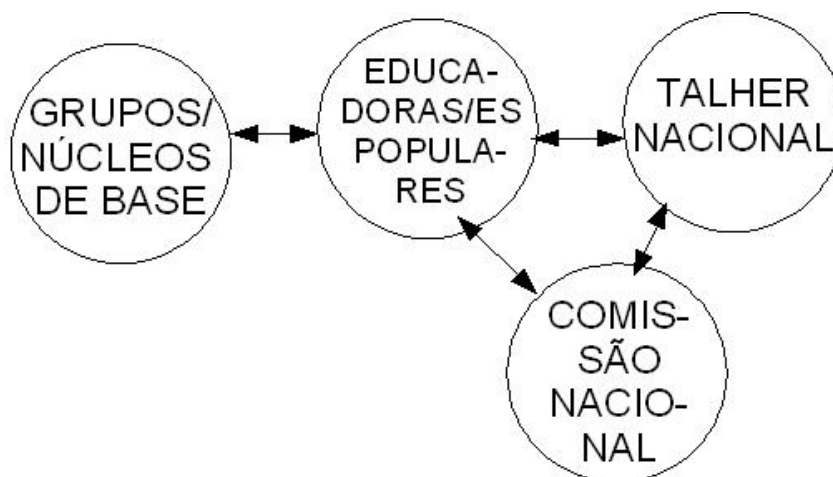 GRUPOS/
NÚCLEOS
DE BASE
EDUCA-
DORAS/ES
POPULA-
RES
TALHER
NACIONAL
COMIS-
SÃO
NACIO-
NAL